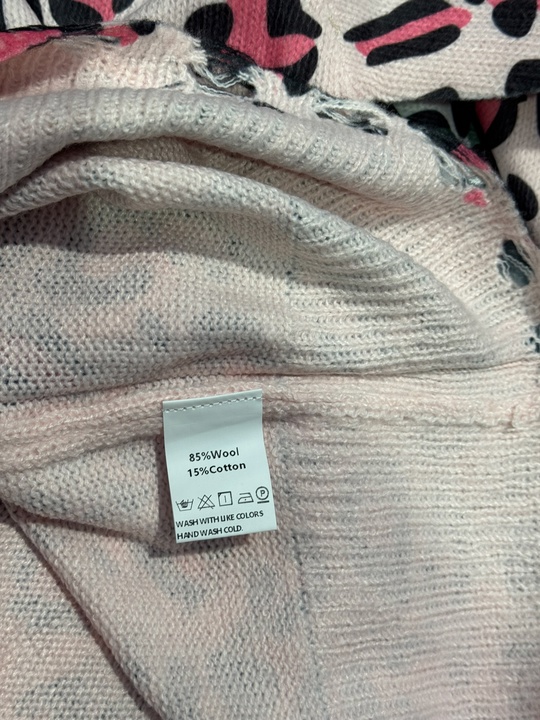 85%Wool
15%Cotton
P
WASH WITH LIKE COLORS
HAND WASH COLD.